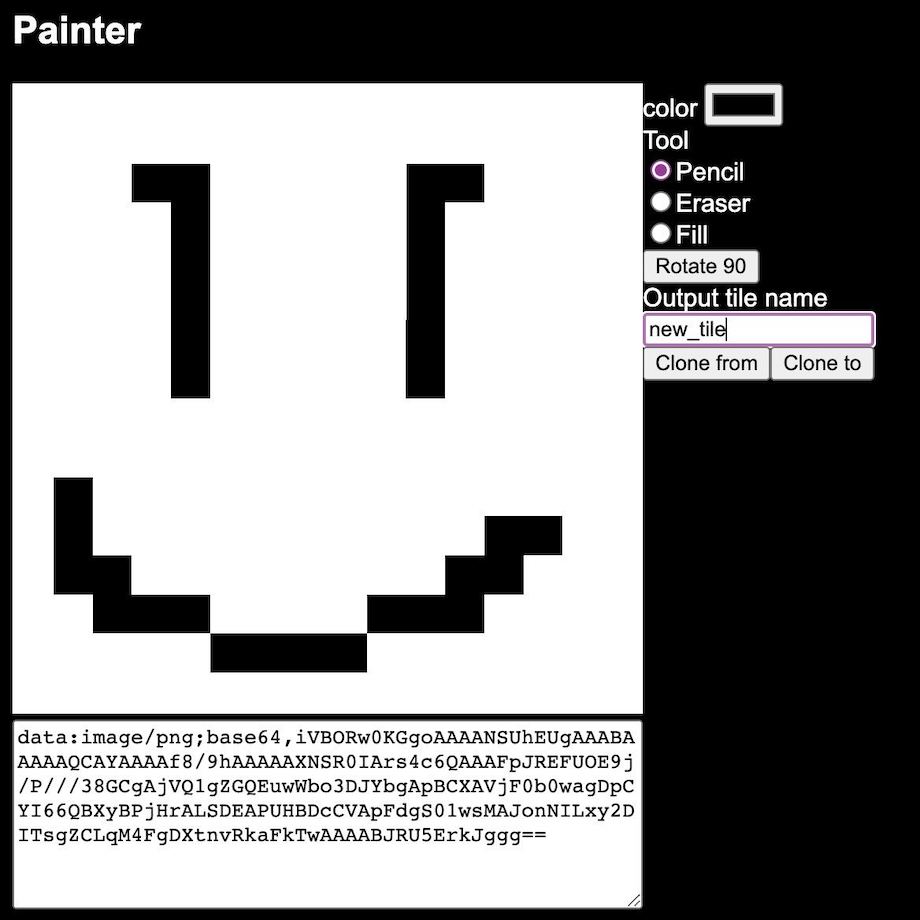 Painter
color
Tool
Pencil
Eraser
Fill
Rotate 90
Output tile name
new_tile
Clone from Clone to
data:image/png;base64,iVBORw0KGgoAAAANSUhEUgAAABA
AAAAQCAYAAAAf8/9hAAAAAXNSR0IArs4c6QAAAFpJREFUOE9j
/P///38GCgAjVQ1gZGQEuwWbo3DJYbgApBCXAVjF0b0wagDpC
YI66QBXyBPjHrALSDEAPUHBDcCVApFdgS01wsMAJonNILxy2D
ITsgZCLqM4FgDXtnvRkaFkTwAAAABJRU5ErkJggg==